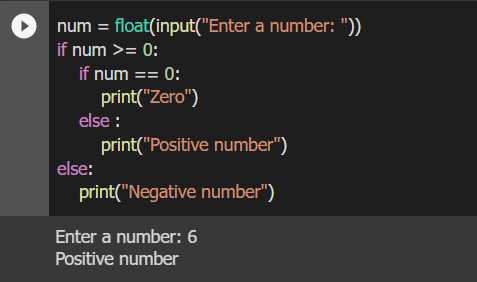 num = float(input("Enter a number: "))
if num >= 0:
    if num == 0:
        print("Zero")
    else :
        print("Positive number")
else:
    print("Negative number")
Enter a number: 6
Positive number